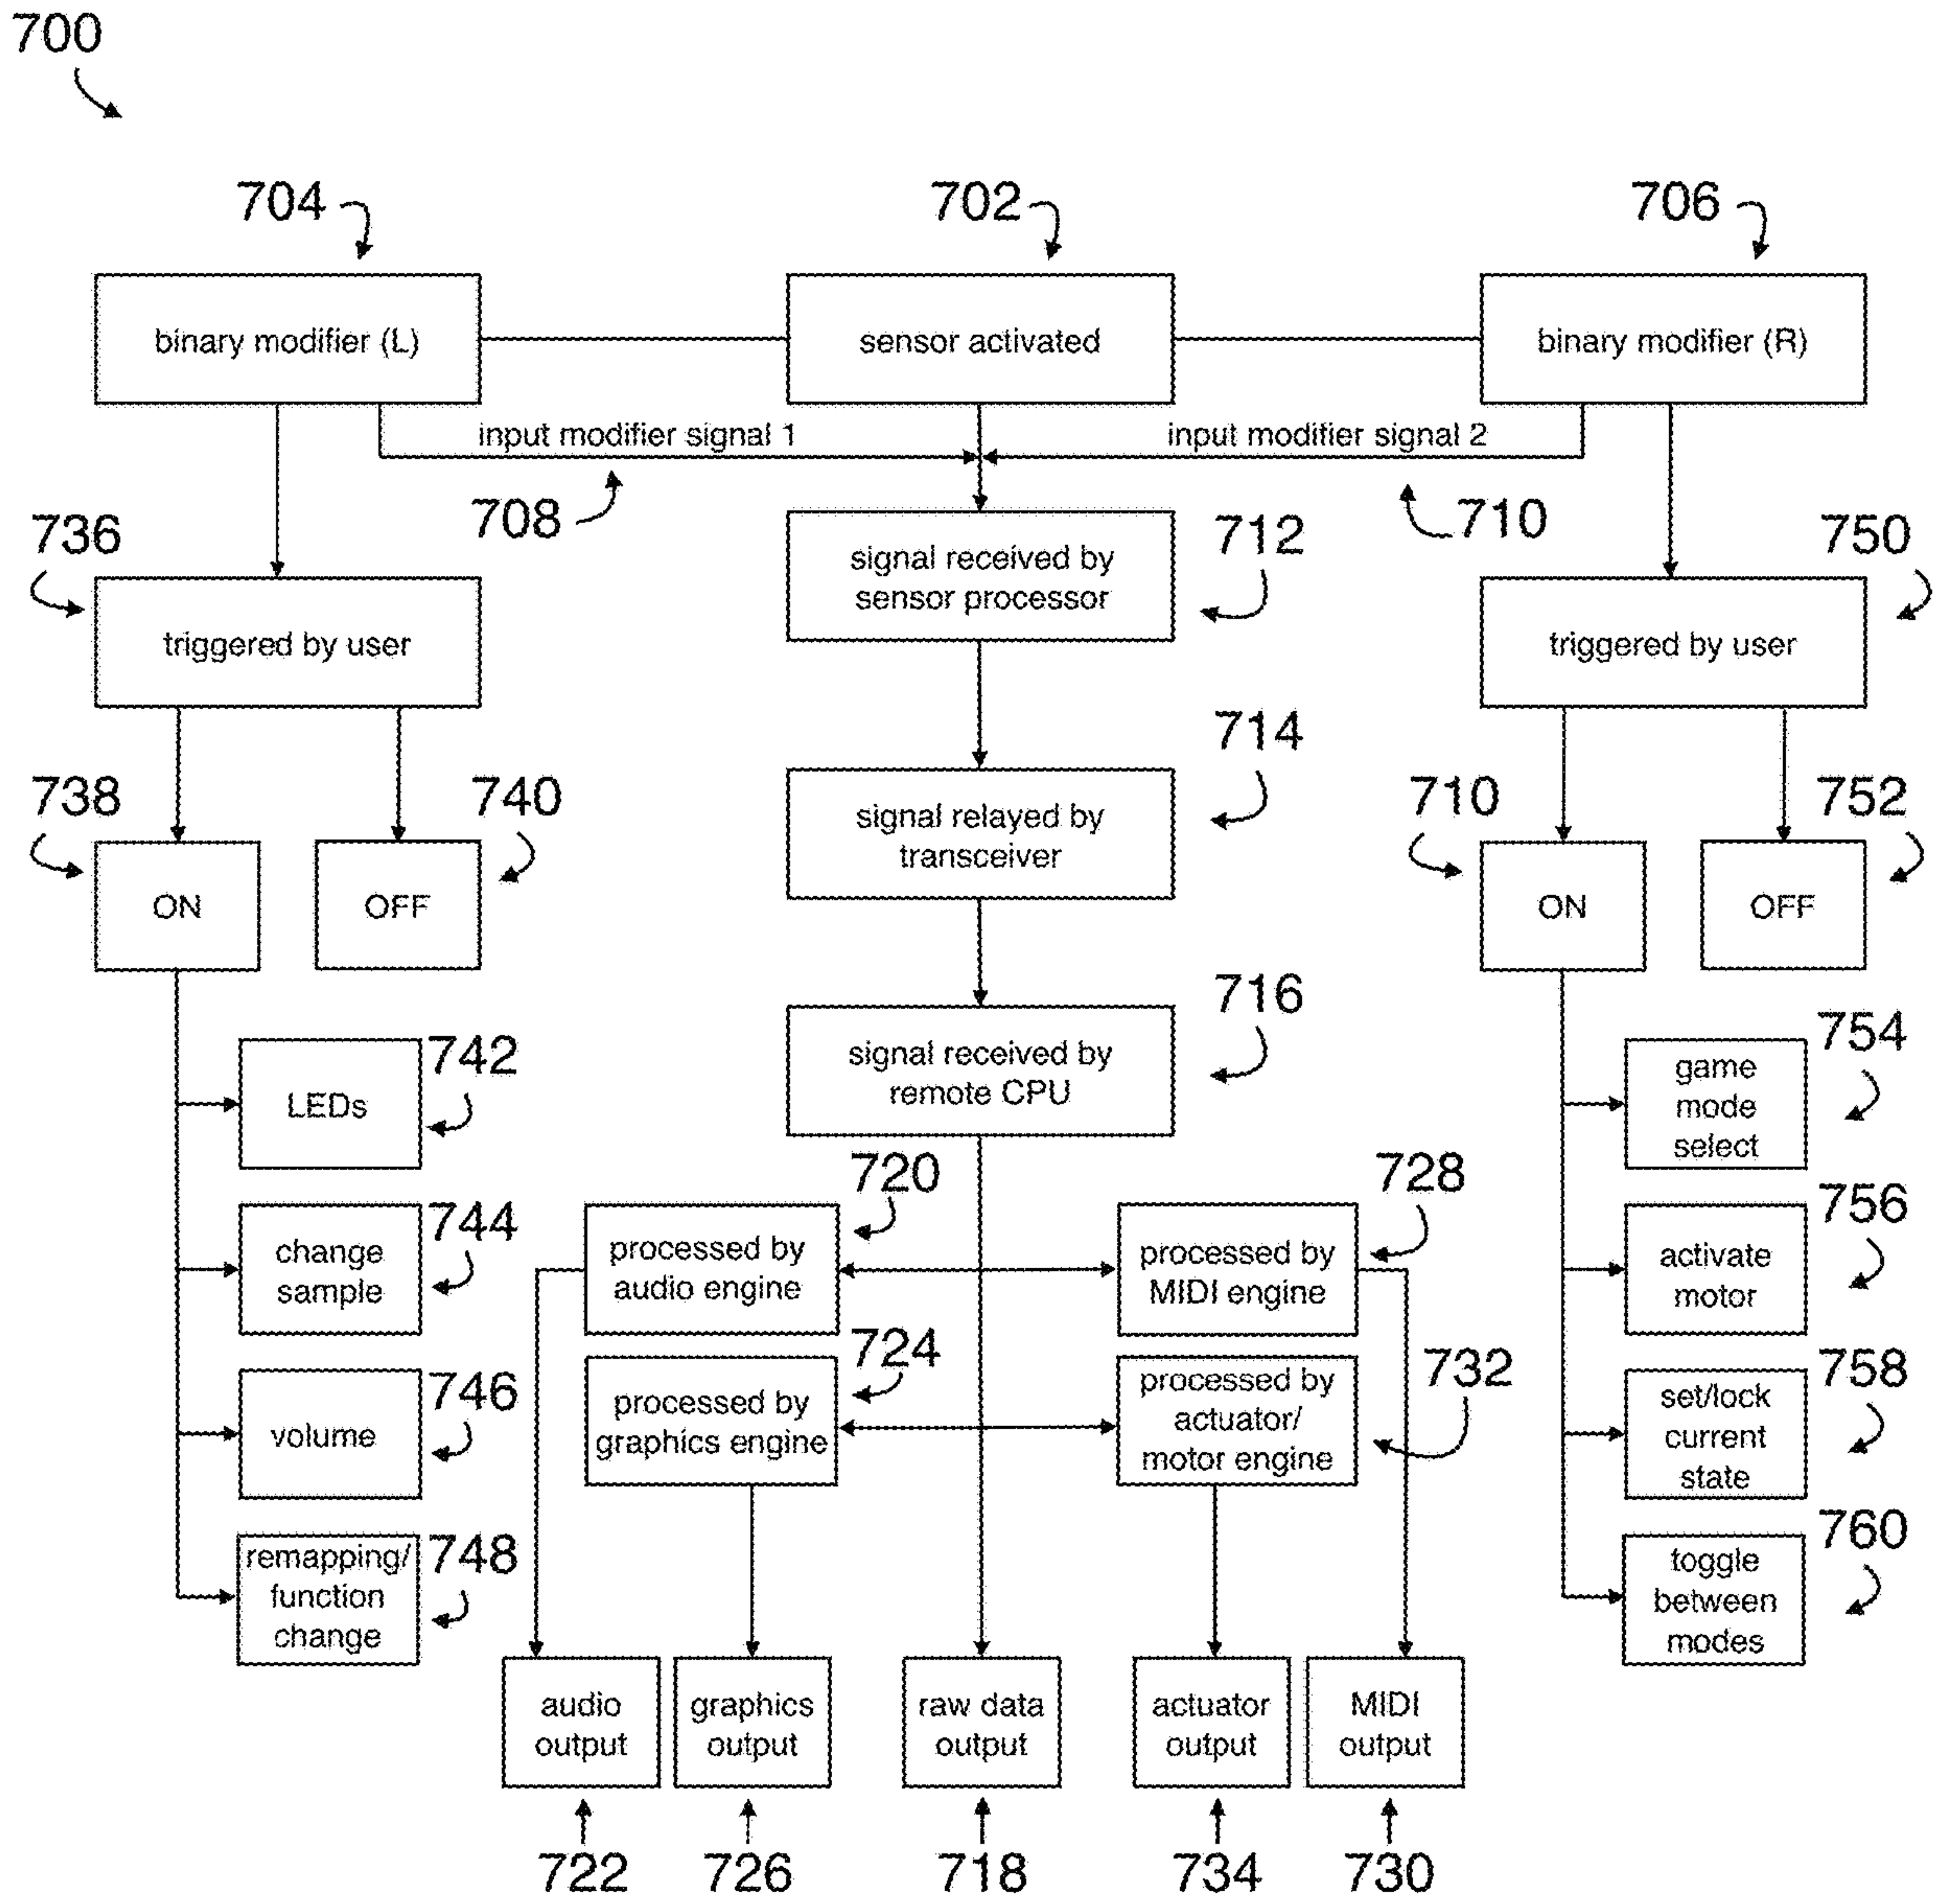 700
704
702
706
binary modifier (L)
sensor activated
binary modifier (R)
input modifier signal 1
input modifier signal 2
708
710
736
712
750
signal received by
sensor processor
triggered by user
triggered by user
714
738
740
710
752
signal relayed by
transceiver
ON
OFF
ON
OFF
716
742
754
signal received by
remote CPU
LEDs
game
mode
select
720
728
744
756
change
sample
processed by
audio engine
processed by
MIDI engine
activate
motor
724
732
746
758
volume
processed by
graphics engine
processed by
actuator/
motor engine
set/lock
current
state
748
760
remapping/
function
change
toggle
between
modes
audio
output
graphics
output
raw data
output
actuator
output
MIDI
output
722
726
718
734
730